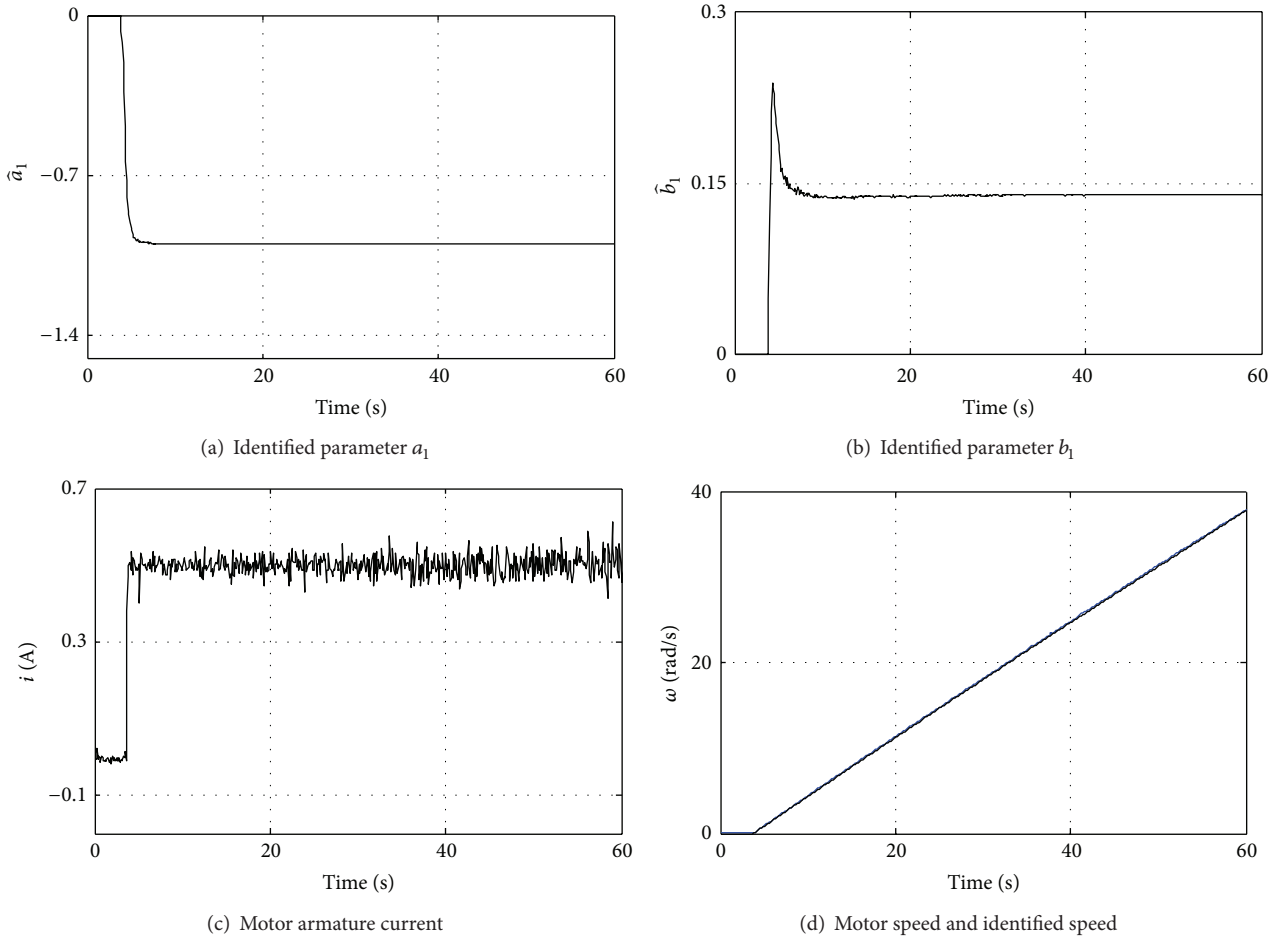 0
−0.7
−1.4
â₁
0 20 40 60
Time (s)
(a) Identified parameter a₁
0.3
0.15
0
b̂₁
0 20 40 60
Time (s)
(b) Identified parameter b₁
0.7
0.3
−0.1
i (A)
0 20 40 60
Time (s)
(c) Motor armature current
40
20
0
ω (rad/s)
0 20 40 60
Time (s)
(d) Motor speed and identified speed